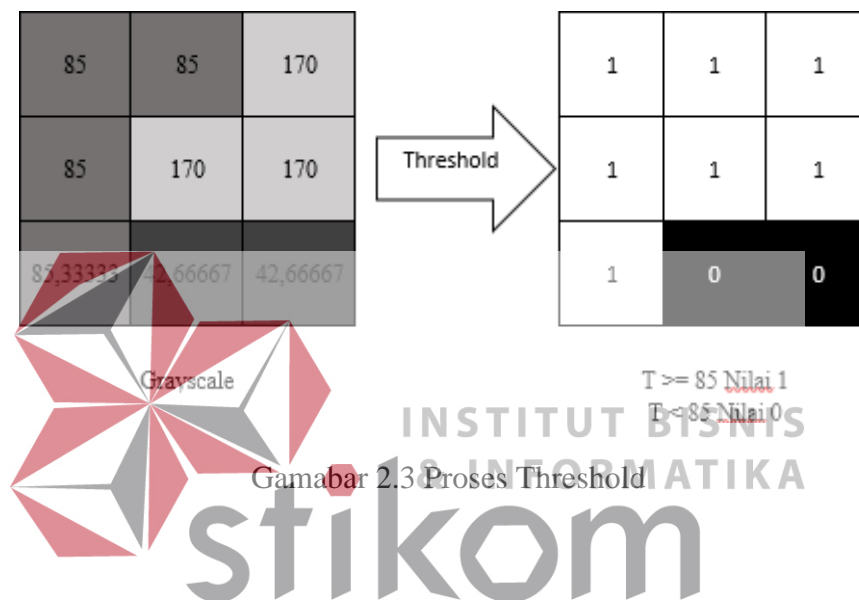 85 85 170 1 1 1
85 170 170 Threshold 1 1 1
85,33333 42,66667 42,66667 1 0 0
Grayscale T >= 85 Nilai 1
T < 85 Nilai 0
INSTITUT BISNIS
& INFORMATIKA
Gamabar 2.3 Proses Threshold
stikom